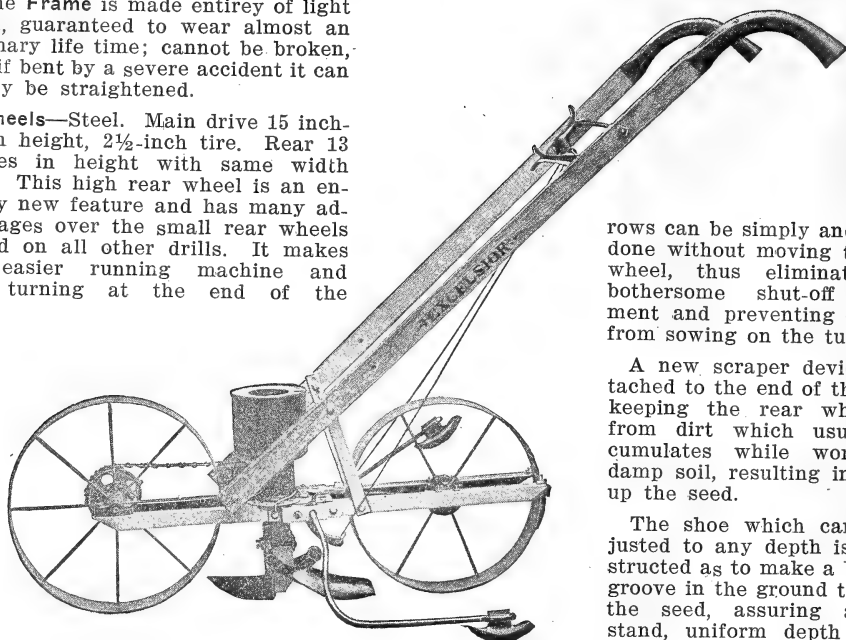 Frame is made entirey of light
guaranteed to wear almost an
life time; cannot be broken,
if bent by a severe accident it can
be straightened.
Steel. Main drive 15 inch-
height, 2½-inch tire. Rear 13
in height with same width
This high rear wheel is an en-
new feature and has many ad-
over the small rear wheels
on all other drills. It makes
easier running machine and
turning at the end of the
EXCELSIOR
rows can be simply and
done without moving
wheel, thus eliminat
bothersome shut-off
ment and preventing
from sowing on the tu
A new scraper devi
tached to the end of th
keeping the rear wh
from dirt which usu
cumulates while wor
damp soil, resulting in
up the seed.
The shoe which can
justed to any depth is
structed as to make a
groove in the ground t
the seed, assuring a
stand, uniform depth